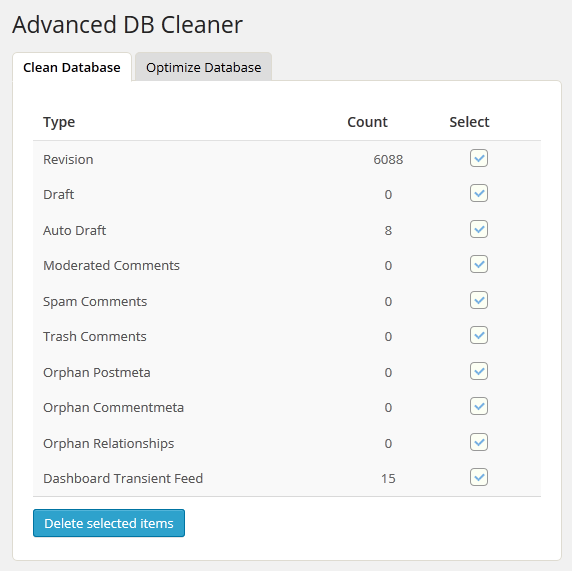 Advanced DB Cleaner
Clean Database Optimize Database
Type Count Select
Revision 6088
Draft 0
Auto Draft 8
Moderated Comments 0
Spam Comments 0
Trash Comments 0
Orphan Postmeta 0
Orphan Commentmeta 0
Orphan Relationships 0
Dashboard Transient Feed 15
Delete selected items